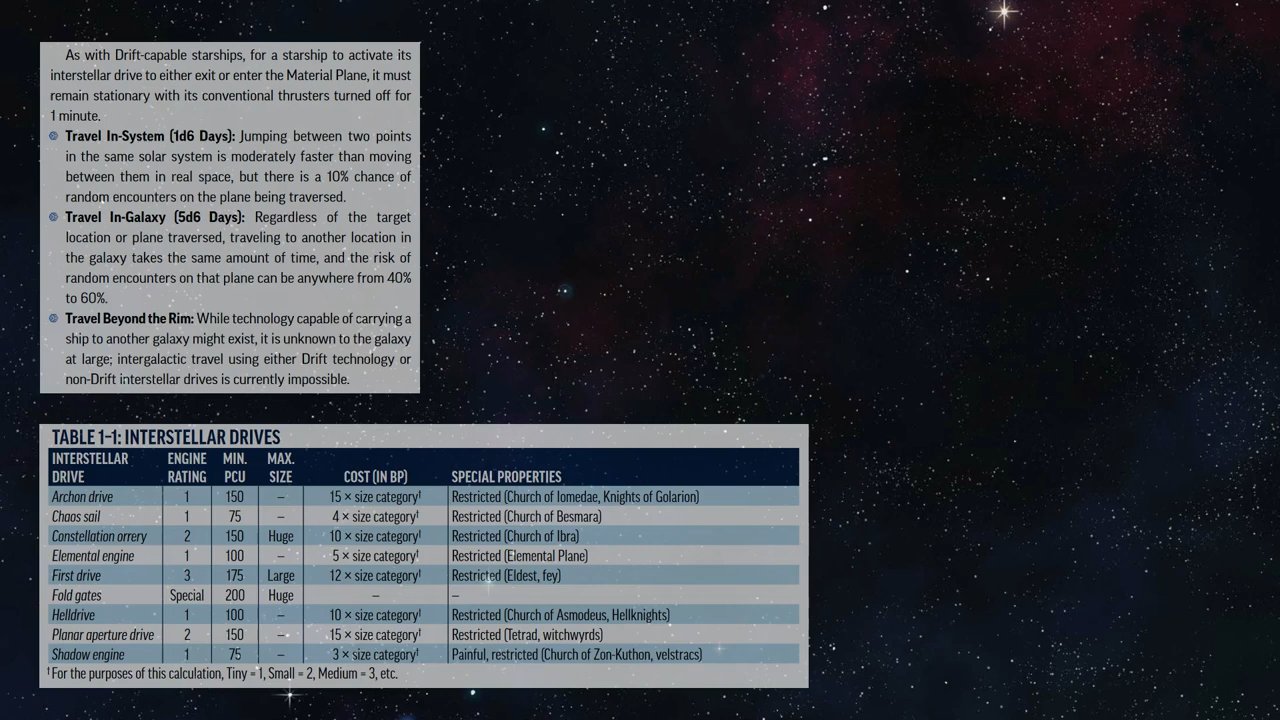 As with Drift-capable starships, for a starship to activate its
interstellar drive to either exit or enter the Material Plane, it must
remain stationary with its conventional thrusters turned off for
1 minute.
Travel In-System (1d6 Days): Jumping between two points
in the same solar system is moderately faster than moving
between them in real space, but there is a 10% chance of
random encounters on the plane being traversed.
Travel In-Galaxy (5d6 Days): Regardless of the target
location or plane traversed, traveling to another location in
the galaxy takes the same amount of time, and the risk of
random encounters on that plane can be anywhere from 40%
to 60%.
Travel Beyond the Rim: While technology capable of carrying a
ship to another galaxy might exist, it is unknown to the galaxy
at large; intergalactic travel using either Drift technology or
non-Drift interstellar drives is currently impossible.
TABLE 1–1: INTERSTELLAR DRIVES
INTERSTELLAR ENGINE MIN. MAX.
DRIVE RATING PCU SIZE COST (IN BP) SPECIAL PROPERTIES
Archon drive 1 150 – 15 × size category† Restricted (Church of Iomedae, Knights of Golarion)
Chaos sail 1 75 – 4 × size category† Restricted (Church of Besmara)
Constellation orrery 2 150 Huge 10 × size category† Restricted (Church of Ibra)
Elemental engine 1 100 – 5 × size category† Restricted (Elemental Plane)
First drive 3 175 Large 12 × size category† Restricted (Eldest, fey)
Fold gates Special 200 Huge – –
Helldrive 1 100 – 10 × size category† Restricted (Church of Asmodeus, Hellknights)
Planar aperture drive 2 150 – 15 × size category† Restricted (Tetrad, witchwyrds)
Shadow engine 1 75 – 3 × size category† Painful, restricted (Church of Zon-Kuthon, velstracs)
† For the purposes of this calculation, Tiny = 1, Small = 2, Medium = 3, etc.